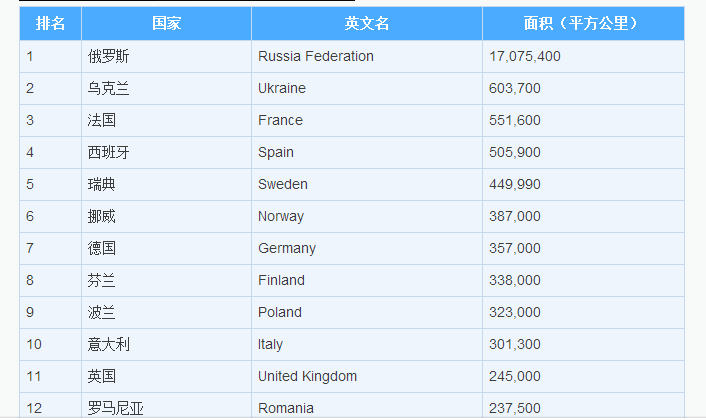 排名 国家 英文名 面积（平方公里）
1 俄罗斯 Russia Federation 17,075,400
2 乌克兰 Ukraine 603,700
3 法国 France 551,600
4 西班牙 Spain 505,900
5 瑞典 Sweden 449,990
6 挪威 Norway 387,000
7 德国 Germany 357,000
8 芬兰 Finland 338,000
9 波兰 Poland 323,000
10 意大利 Italy 301,300
11 英国 United Kingdom 245,000
12 罗马尼亚 Romania 237,500